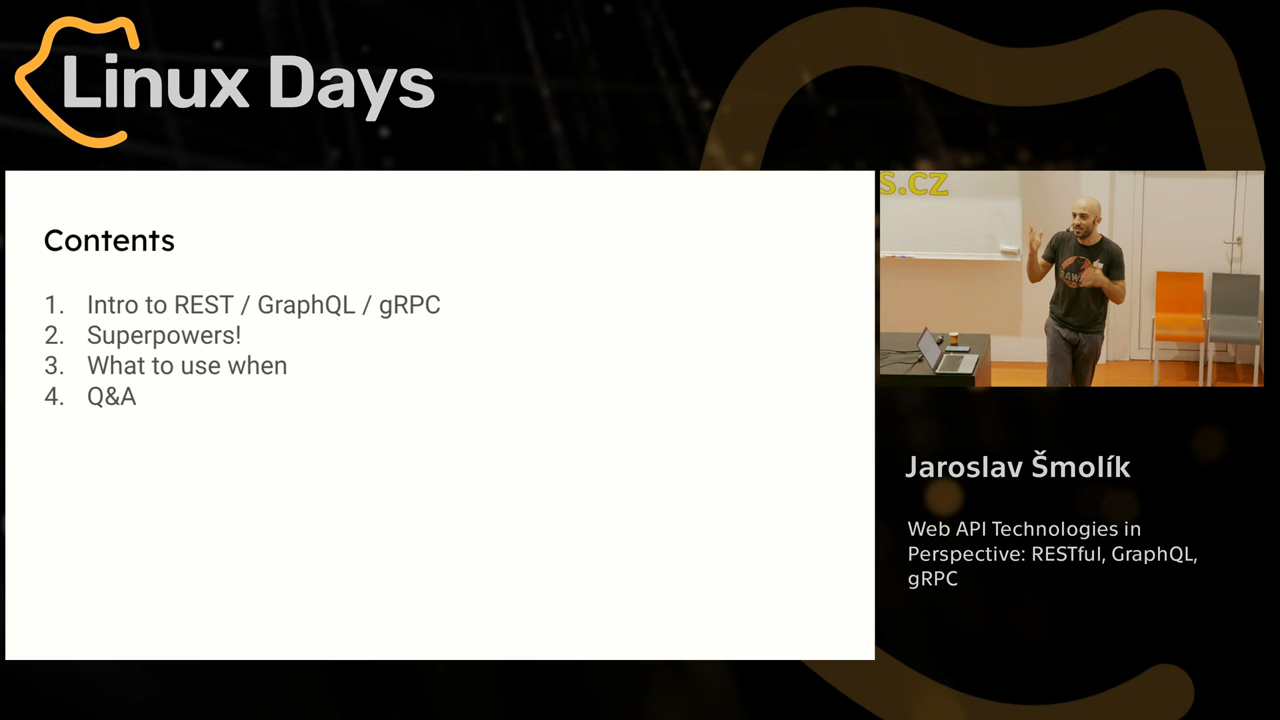 Linux Days
Contents
1. Intro to REST / GraphQL / gRPC
2. Superpowers!
3. What to use when
4. Q&A
s.cz
Jaroslav Šmolík
Web API Technologies in
Perspective: RESTful, GraphQL,
gRPC